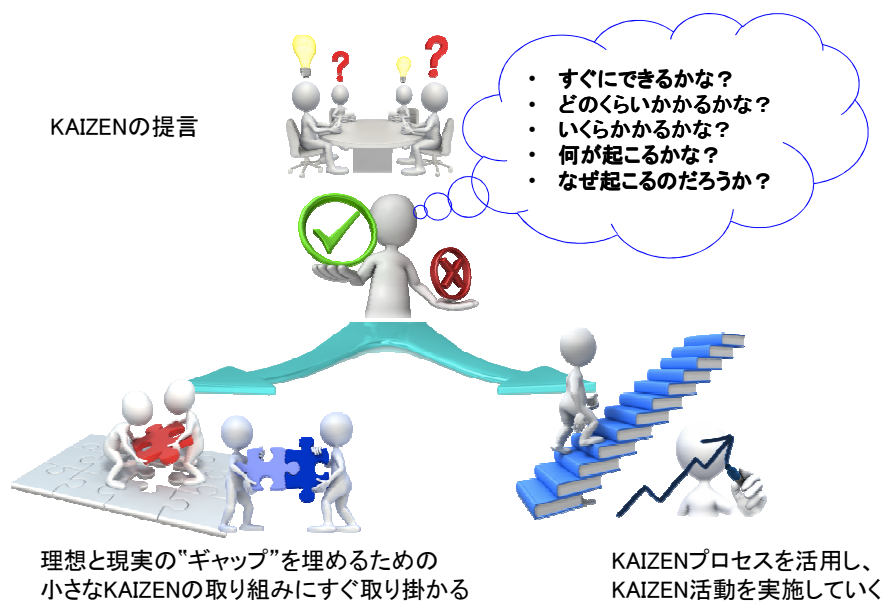 KAIZENの提言
・ すぐにできるかな？
・ どのくらいかかるかな？
・ いくらかかるかな？
・ 何が起こるかな？
・ なぜ起こるのだろうか？
理想と現実の“ギャップ”を埋めるための
小さなKAIZENの取り組みにすぐ取り掛かる
KAIZENプロセスを活用し、
KAIZEN活動を実施していく